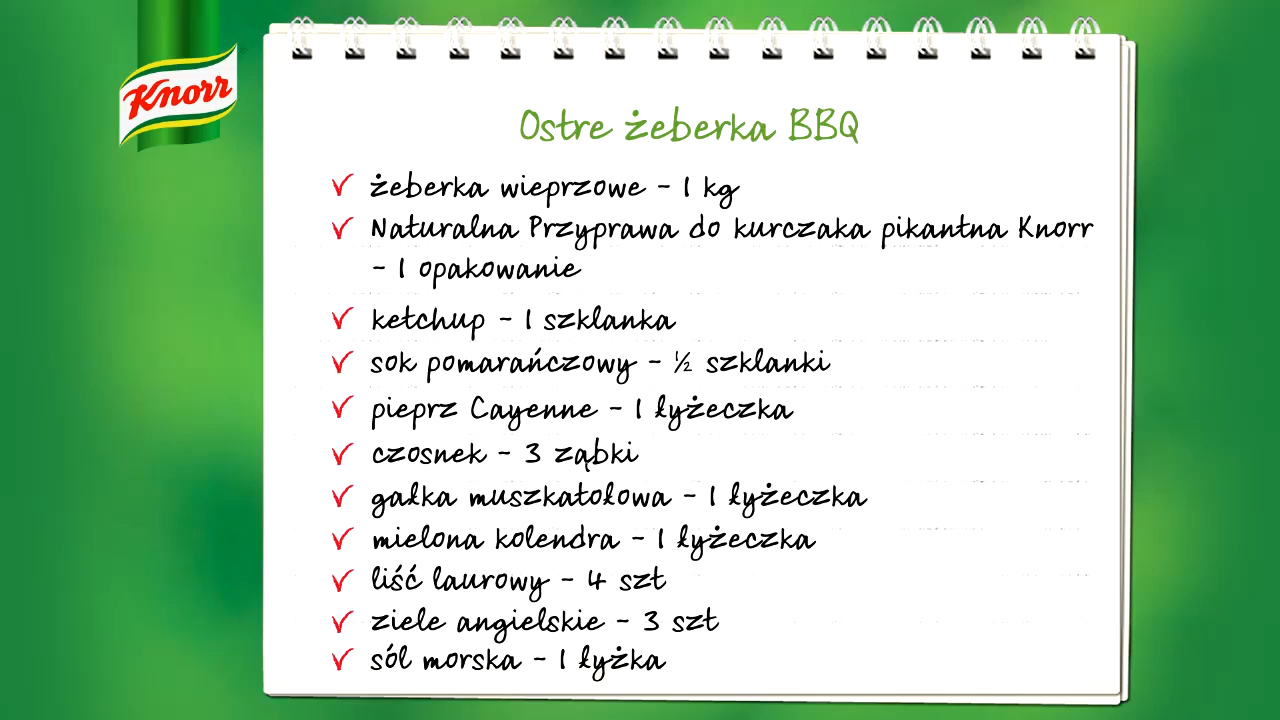 Knorr
Ostre żeberka BBQ
żeberka wieprzowe - 1 kg
Naturalna Przyprawa do kurczaka pikantna Knorr
- 1 opakowanie
ketchup - 1 szklanka
sok pomarańczowy - ½ szklanki
pieprz Cayenne - 1 łyżeczka
czosnek - 3 ząbki
gałka muszkatołowa - 1 łyżeczka
mielona kolendra - 1 łyżeczka
liść laurowy - 4 szt
ziele angielskie - 3 szt
sól morska - 1 łyżka